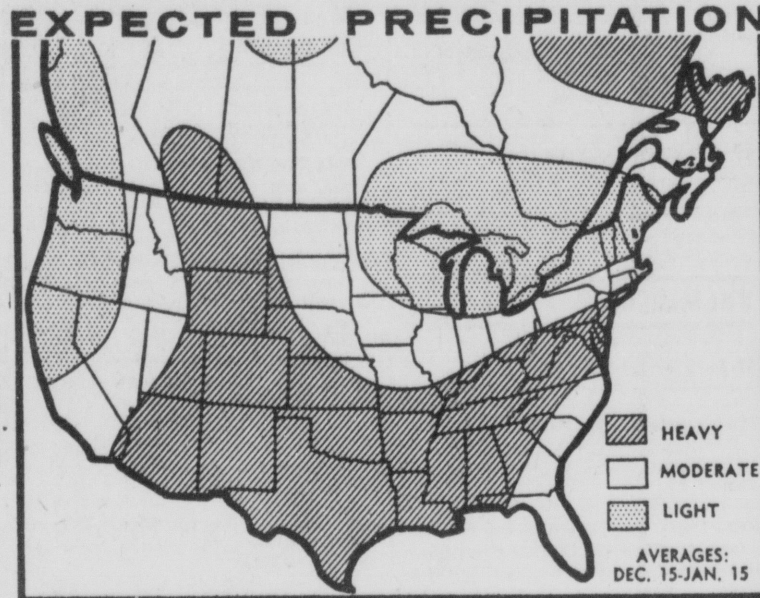 EXPECTED PRECIPITATION
HEAVY
MODERATE
LIGHT
AVERAGES:
DEC. 15-JAN. 15